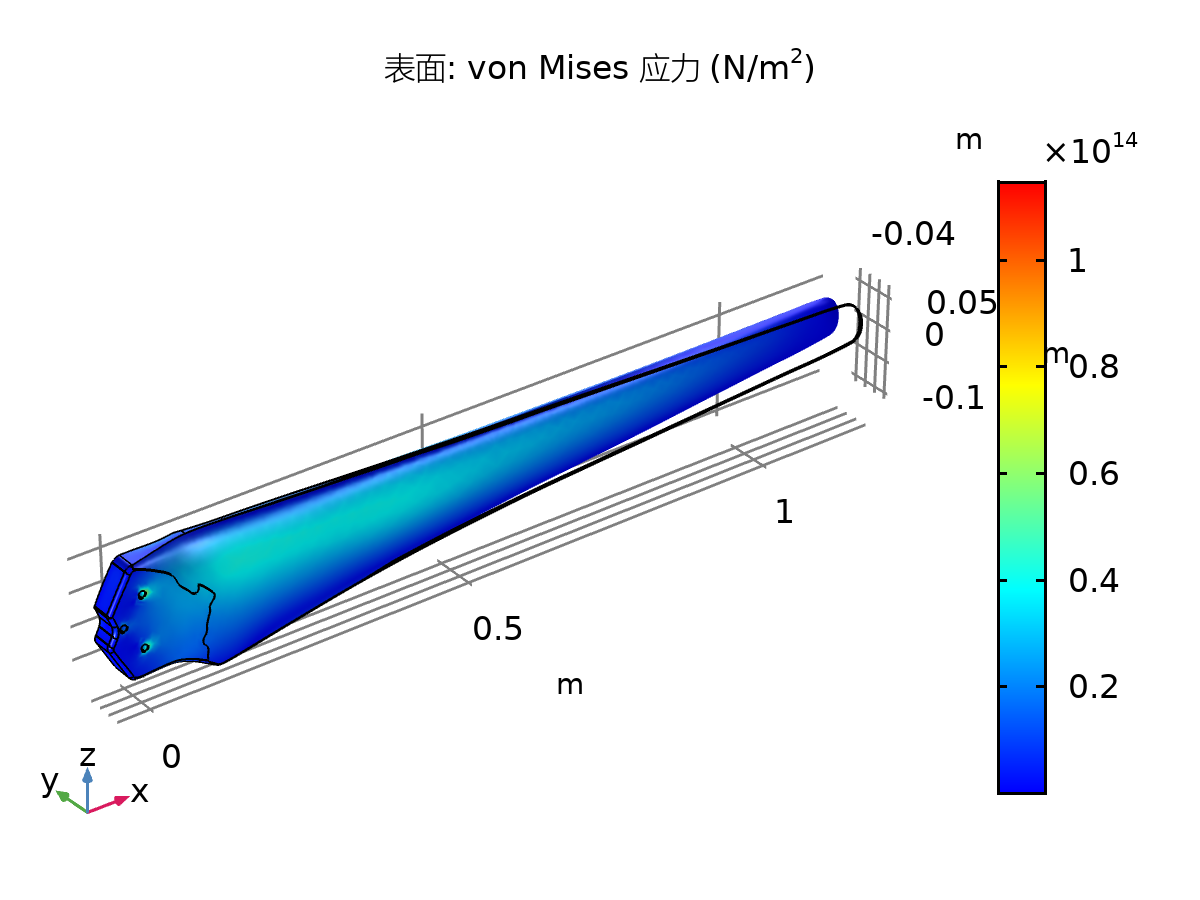 表面: von Mises 应力 (N/m²)
m
×10¹⁴
-0.04
0.05
0
-0.1
m
1
0.8
0.6
0.4
0.2
1
0.5
m
0
z
y
x